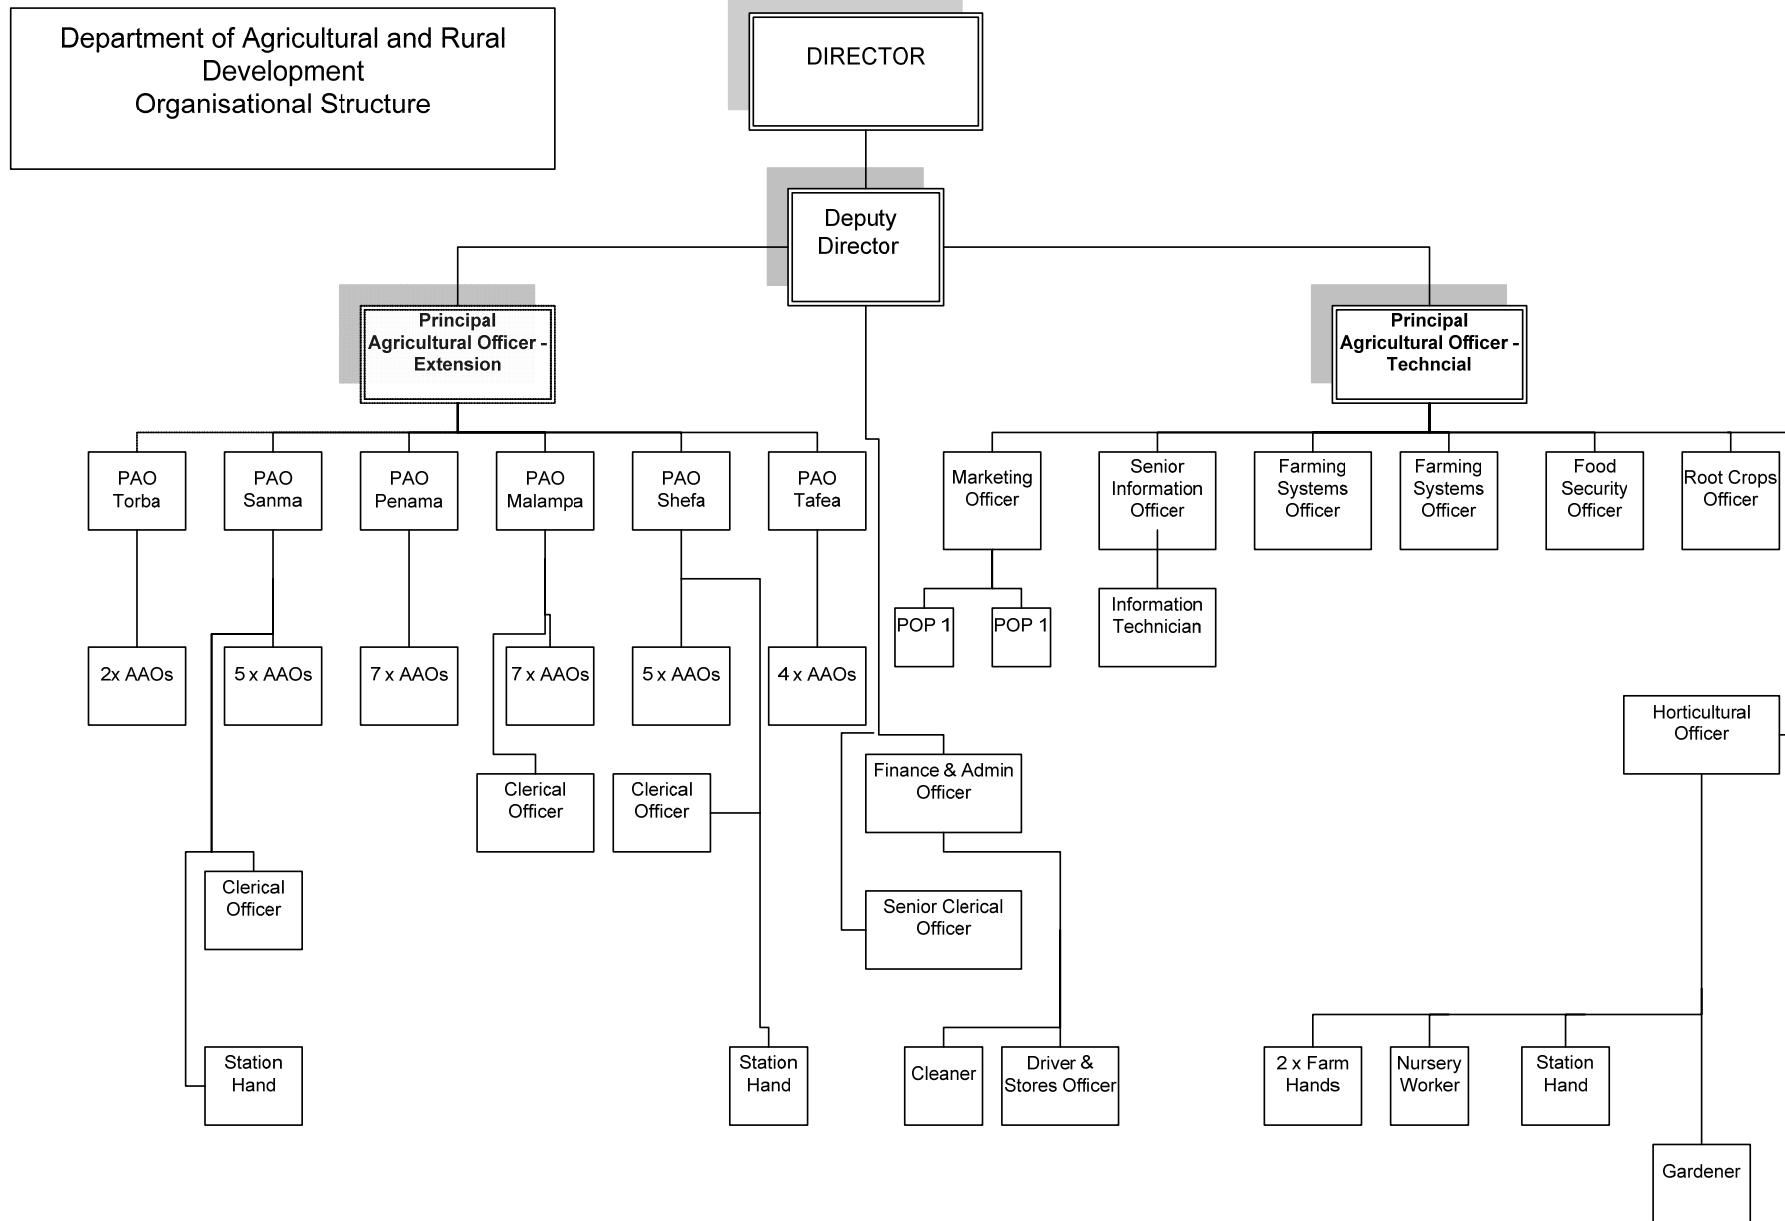 Department of Agricultural and Rural
Development
Organisational Structure
DIRECTOR
Deputy
Director
Principal
Agricultural Officer -
Extension
Principal
Agricultural Officer -
Techncial
PAO
Torba
PAO
Sanma
PAO
Penama
PAO
Malampa
PAO
Shefa
PAO
Tafea
Marketing
Officer
Senior
Information
Officer
Farming
Systems
Officer
Farming
Systems
Officer
Food
Security
Officer
Root Crops
Officer
POP 1
POP 1
Information
Technician
2x AAOs
5 x AAOs
7 x AAOs
7 x AAOs
5 x AAOs
4 x AAOs
Horticultural
Officer
Clerical
Officer
Clerical
Officer
Finance & Admin
Officer
Clerical
Officer
Senior Clerical
Officer
Station
Hand
Station
Hand
Cleaner
Driver &
Stores Officer
2 x Farm
Hands
Nursery
Worker
Station
Hand
Gardener